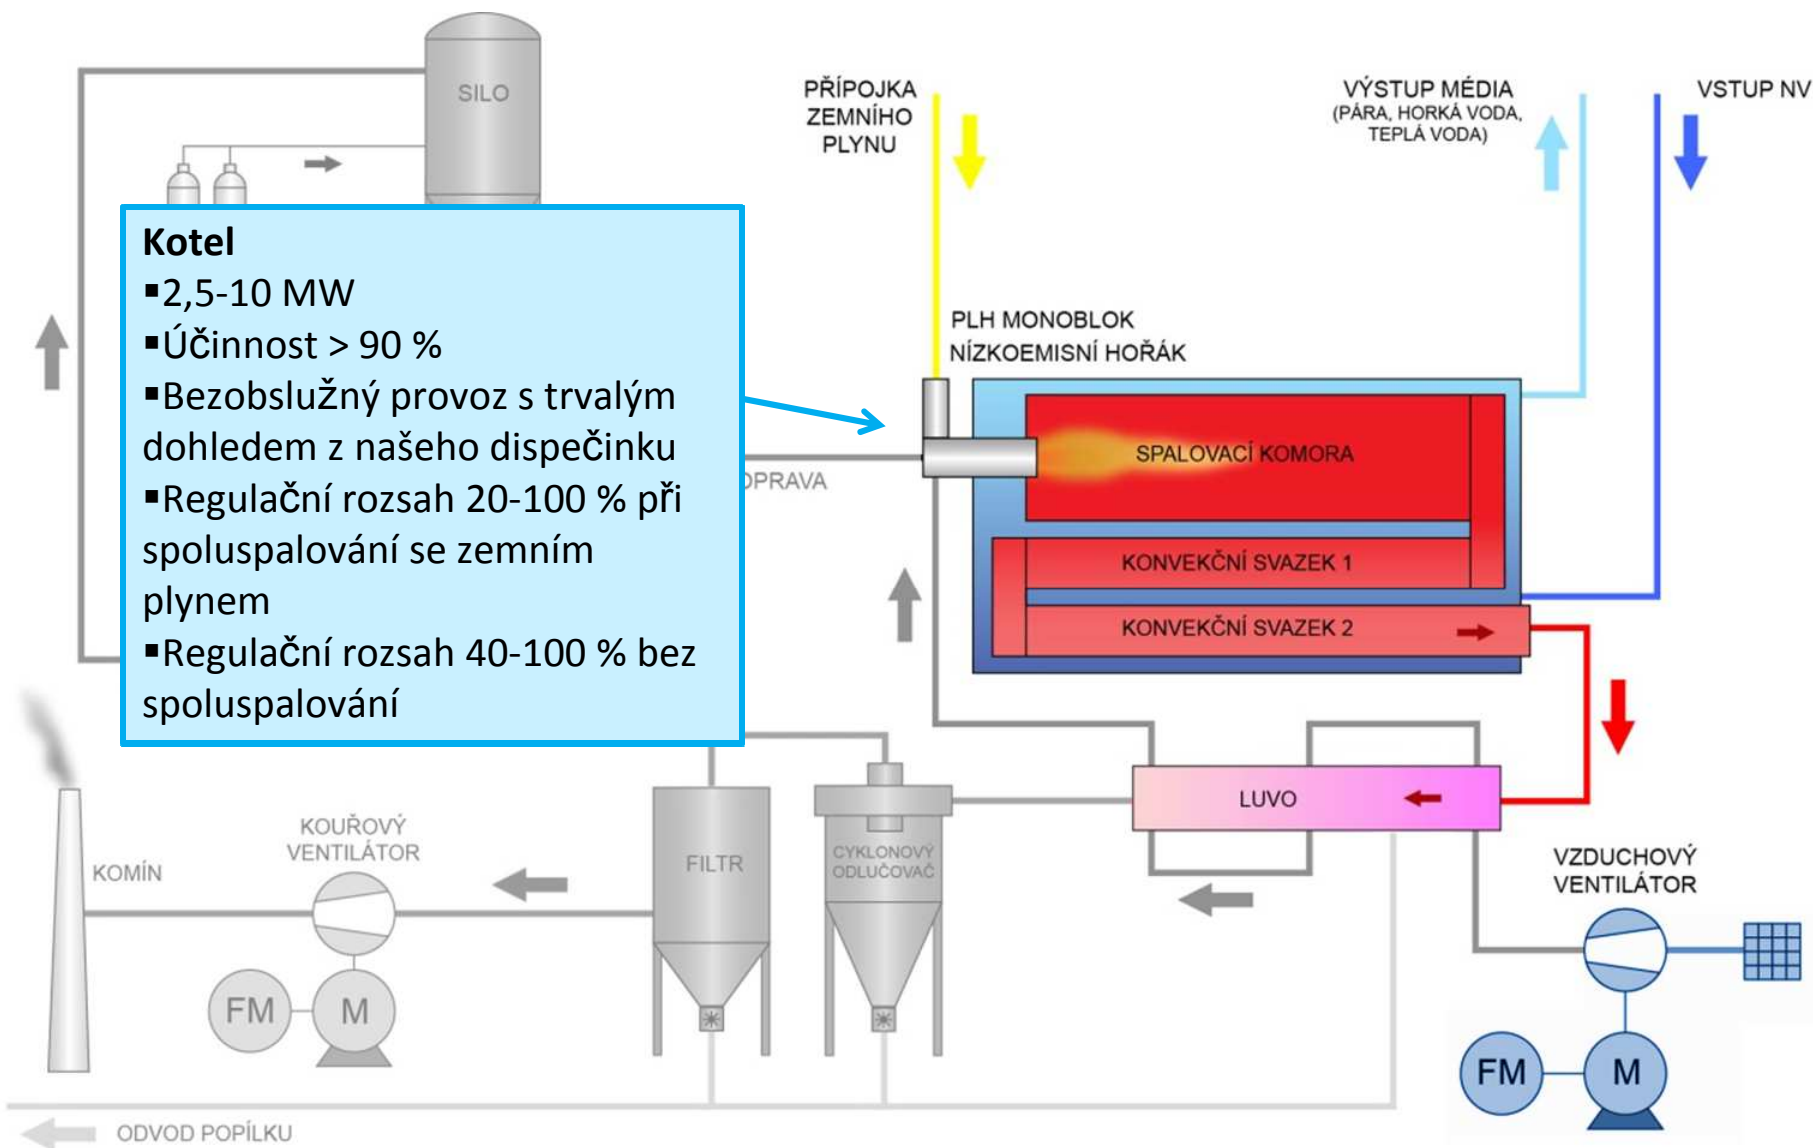 SILO
PŘÍPOJKA
ZEMNÍHO
PLYNU
VÝSTUP MÉDIA
(PÁRA, HORKÁ VODA,
TEPLÁ VODA)
VSTUP NV
Kotel
▪2,5-10 MW
▪Účinnost > 90 %
▪Bezobslužný provoz s trvalým
dohledem z našeho dispečinku
▪Regulační rozsah 20-100 % při
spoluspalování se zemním
plynem
▪Regulační rozsah 40-100 % bez
spoluspalování
PLH MONOBLOK
NÍZKOEMISNÍ HOŘÁK
SPALOVACÍ KOMORA
KONVEKČNÍ SVAZEK 1
KONVEKČNÍ SVAZEK 2
LUVO
KOUŘOVÝ
VENTILÁTOR
KOMÍN
FILTR
CYKLONOVÝ
ODLUČOVAČ
VZDUCHOVÝ
VENTILÁTOR
FM
M
FM
M
ODVOD POPÍLKU